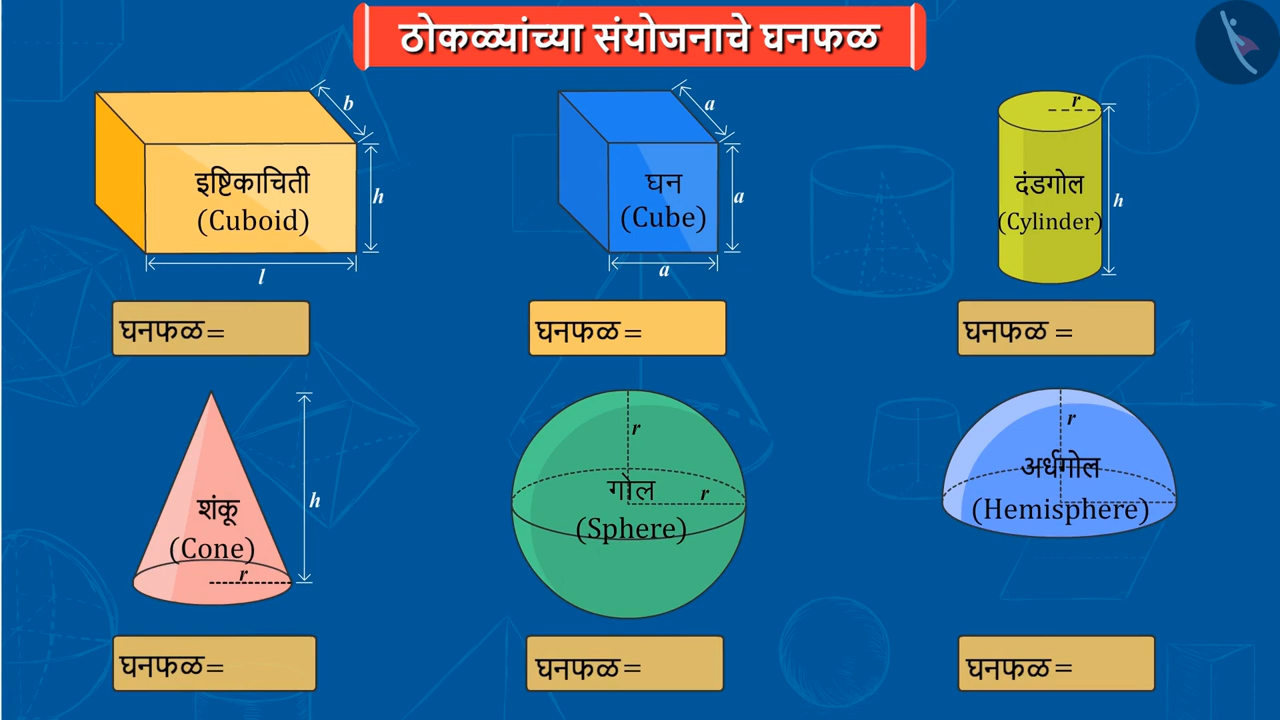 ठोकळ्यांच्या संयोजनाचे घनफळ
b
इष्टिकाचिती
(Cuboid)
h
l
घनफळ=
a
घन
(Cube)
a
a
घनफळ=
r
दंडगोल
(Cylinder)
h
घनफळ =
शंकू
(Cone)
h
r
घनफळ=
r
गोल
r
(Sphere)
घनफळ=
r
अर्धगोल
(Hemisphere)
घनफळ=